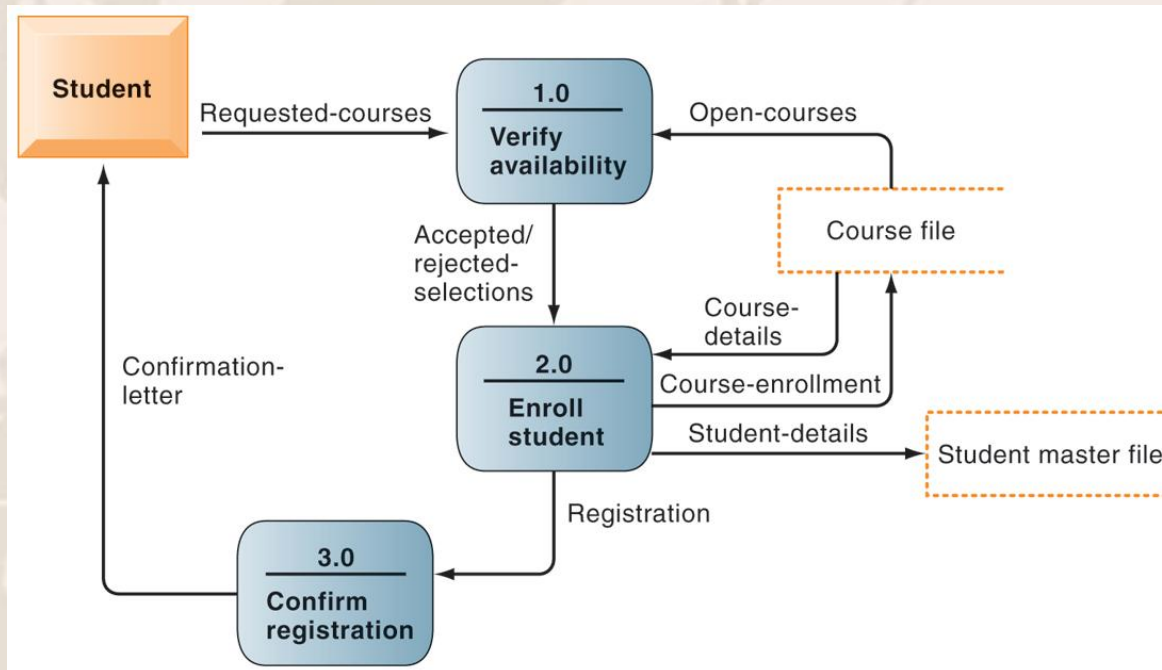 Student
Requested-courses
1.0
Verify
availability
Open-courses
Course file
Accepted/
rejected-
selections
Course-
details
2.0
Enroll
student
Course-enrollment
Student-details
Student master file
Confirmation-
letter
Registration
3.0
Confirm
registration